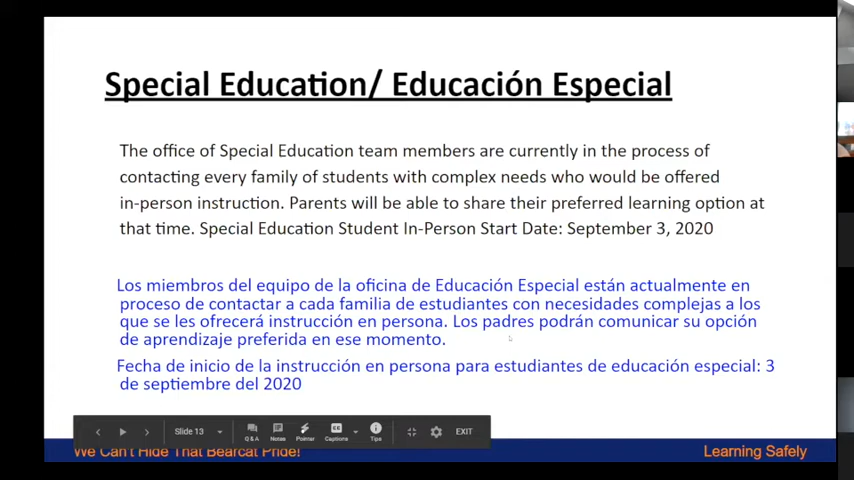 Special Education/ Educación Especial
The office of Special Education team members are currently in the process of
contacting every family of students with complex needs who would be offered
in-person instruction. Parents will be able to share their preferred learning option at
that time. Special Education Student In-Person Start Date: September 3, 2020
Los miembros del equipo de la oficina de Educación Especial están actualmente en
proceso de contactar a cada familia de estudiantes con necesidades complejas a los
que se les ofrecerá instrucción en persona. Los padres podrán comunicar su opción
de aprendizaje preferida en ese momento.
Fecha de inicio de la instrucción en persona para estudiantes de educación especial: 3
de septiembre del 2020
Slide 13 Q & A Notes Pointer Captions Tips EXIT
We Can't Hide That Bearcat Pride! Learning Safely